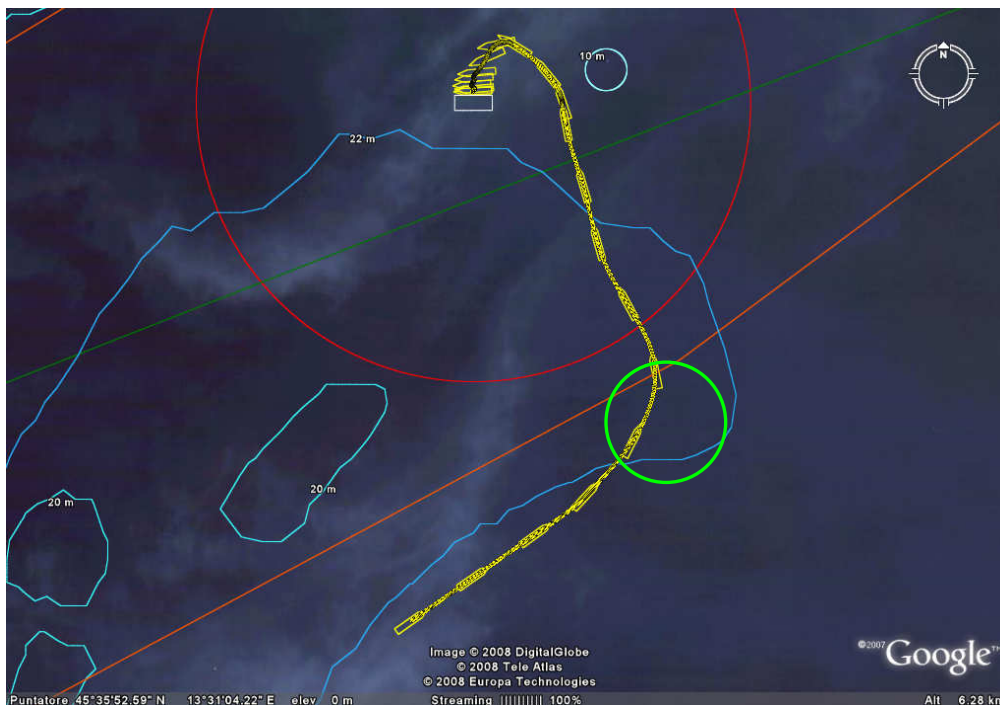 10 m
N
22 m
20 m
20 m
Image © 2008 DigitalGlobe
© 2008 Tele Atlas
© 2008 Europa Technologies
©2007 Google™
Puntatore 45°35'52.59" N 13°31'04.22" E elev 0 m Streaming |||||||||| 100% Alt 6.28 km